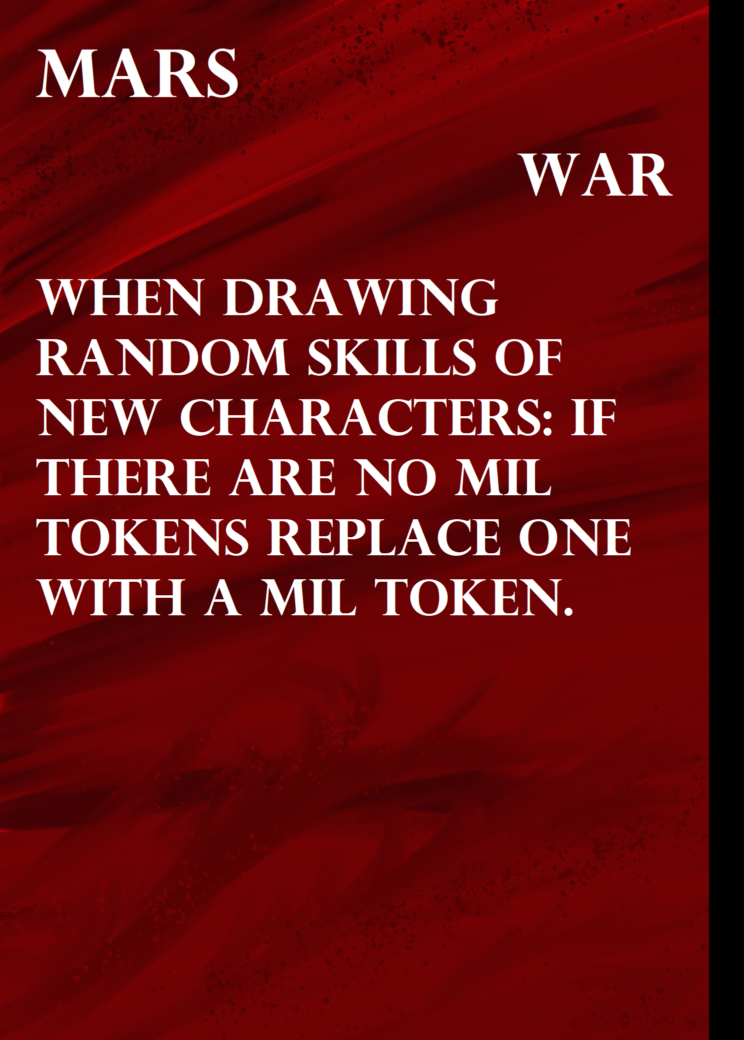 MARS
WAR
WHEN DRAWING
RANDOM SKILLS OF
NEW CHARACTERS: IF
THERE ARE NO MIL
TOKENS REPLACE ONE
WITH A MIL TOKEN.